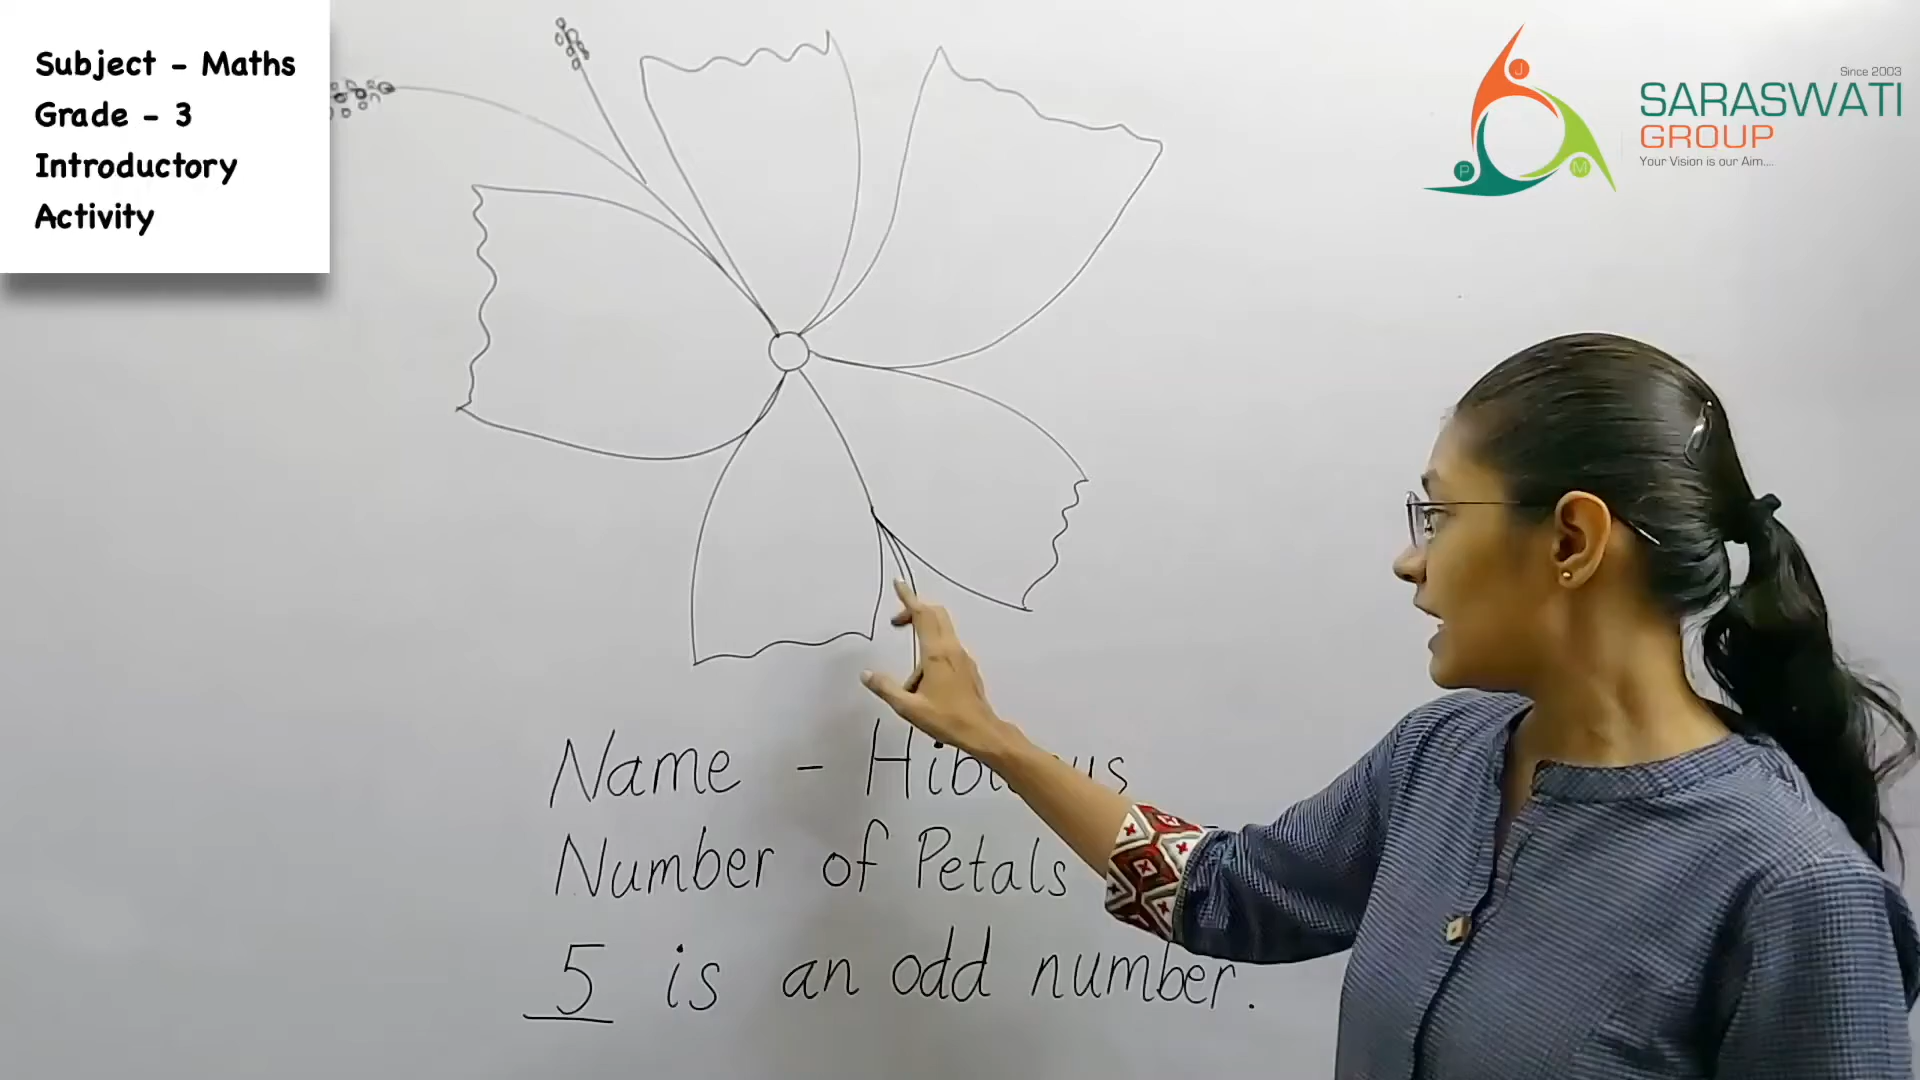 Subject - Maths
Grade - 3
Introductory
Activity
Since 2003
SARASWATI
GROUP
Your Vision is our Aim....
J
P
M
Name -
Number of Petals
5 is an odd number.